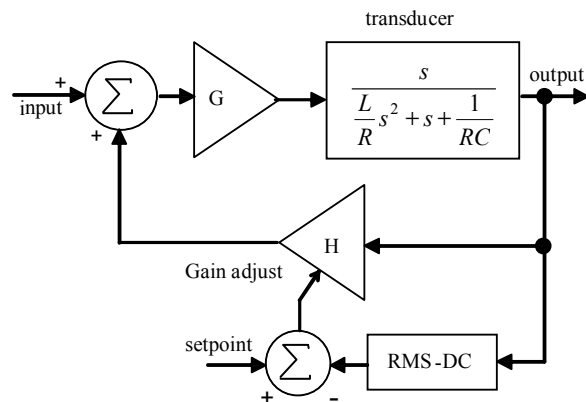 transducer
+
input
+
Σ
G
s
L/R s² + s + 1/RC
output
H
Gain adjust
setpoint
+
Σ
-
RMS-DC